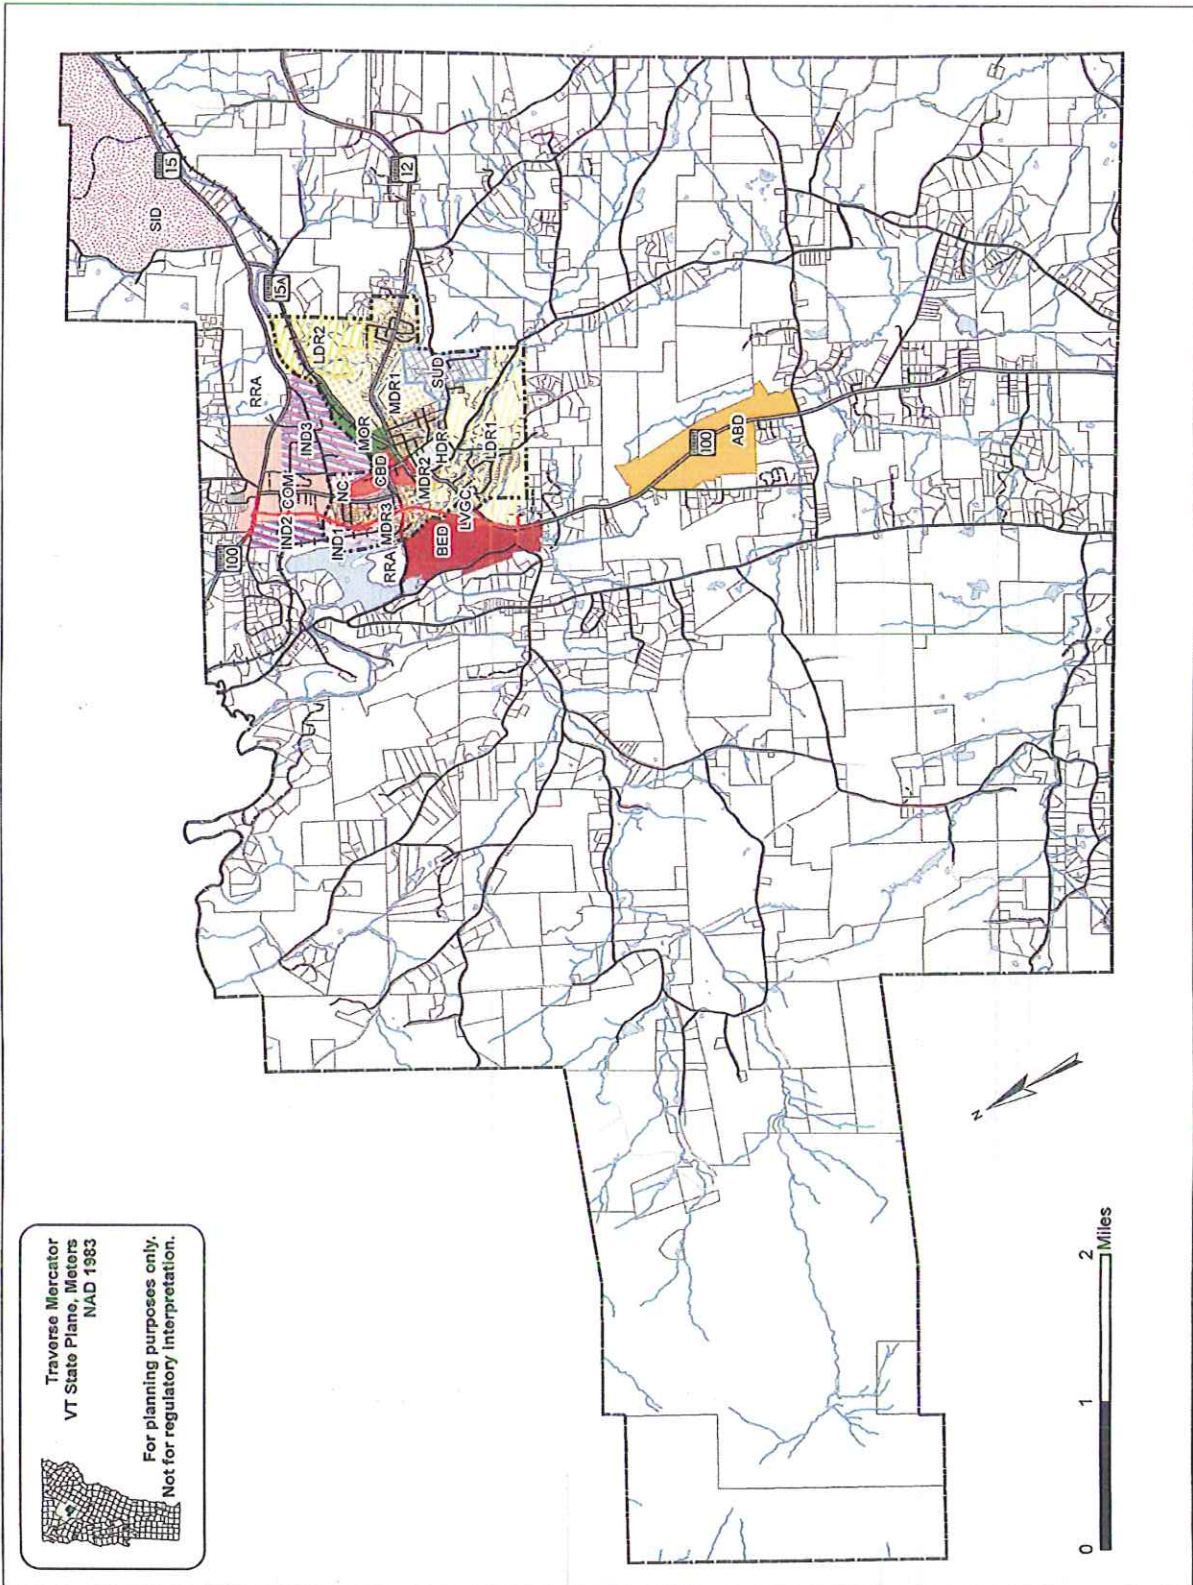 Traverse Mercator
VT State Plane, Meters
NAD 1983
For planning purposes only.
Not for regulatory interpretation.
SID
15
15A
12
RRA
LDR2
IND3
MOR
MDR1
SUD
COM
NC
CBD
HDR
LDR1
MDR2
IND2
IND1
MDR3
LVGC
BED
RRA
100
100
ABD
N
0
1
2
Miles